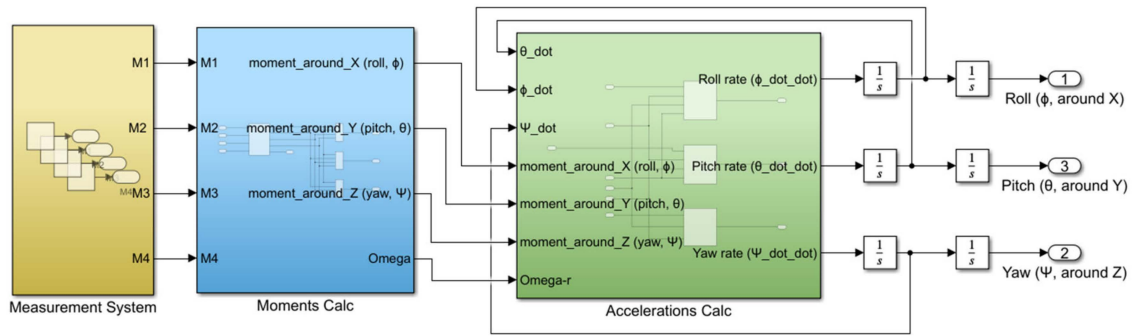 M1
M2
M3
M4
M4
Measurement System
M1
M2
M3
M4
moment_around_X (roll, ϕ)
moment_around_Y (pitch, θ)
moment_around_Z (yaw, Ψ)
Omega
Moments Calc
θ_dot
ϕ_dot
Ψ_dot
moment_around_X (roll, ϕ)
moment_around_Y (pitch, θ)
moment_around_Z (yaw, Ψ)
Omega-r
Roll rate (ϕ_dot_dot)
Pitch rate (θ_dot_dot)
Yaw rate (Ψ_dot_dot)
Accelerations Calc
1
s
1
s
1
Roll (ϕ, around X)
1
s
1
s
3
Pitch (θ, around Y)
1
s
1
s
2
Yaw (Ψ, around Z)